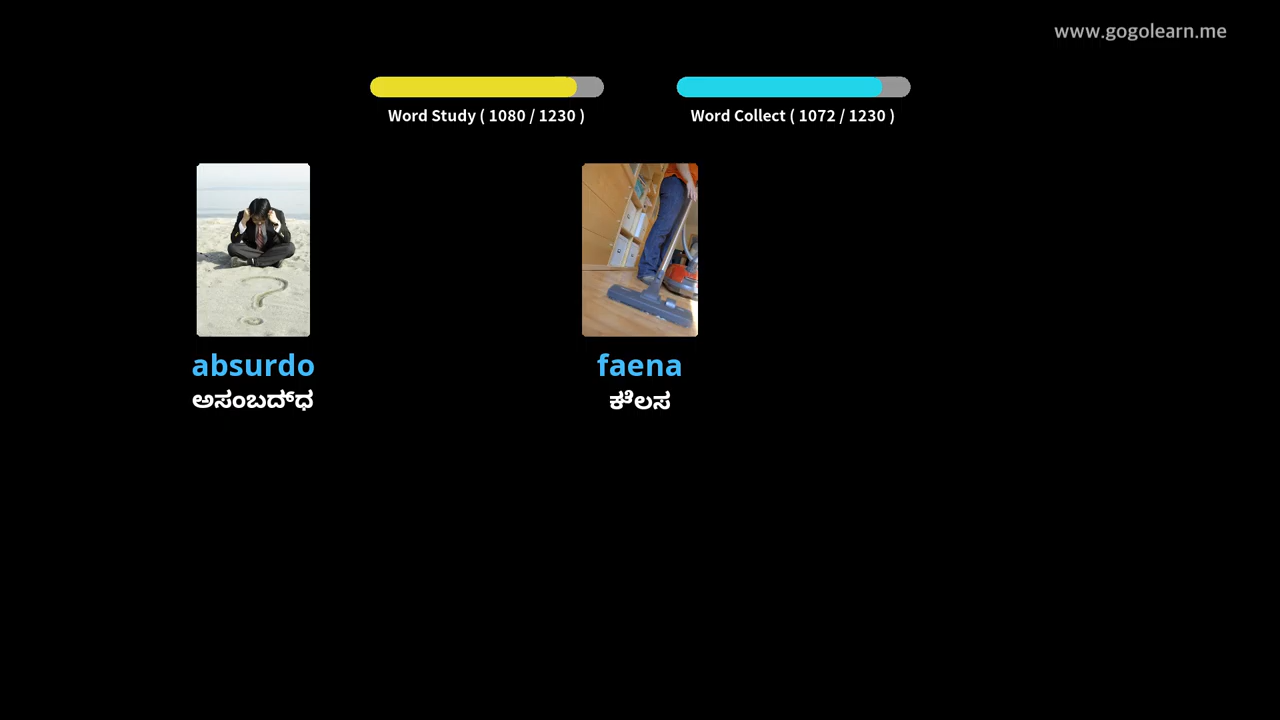 www.gogolearn.me
Word Study ( 1080 / 1230 )
Word Collect ( 1072 / 1230 )
absurdo
ಅಸಂಬದ್ಧ
faena
ಕೆಲಸ